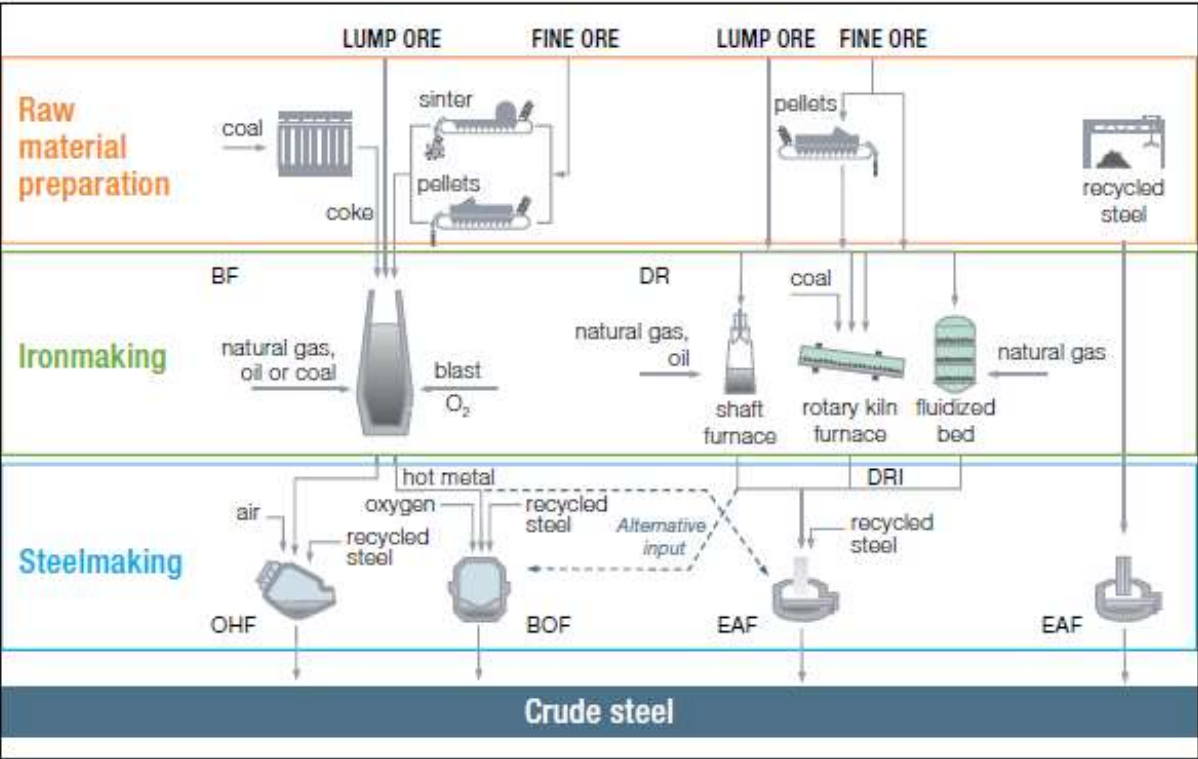 LUMP ORE
FINE ORE
LUMP ORE
FINE ORE
Raw
material
preparation
coal
coke
sinter
pellets
pellets
recycled
steel
Ironmaking
BF
natural gas,
oil or coal
blast
O₂
DR
natural gas,
oil
coal
shaft
furnace
rotary kiln
furnace
fluidized
bed
natural gas
Steelmaking
hot metal
air
recycled
steel
oxygen
recycled
steel
Alternative
input
DRI
recycled
steel
OHF
BOF
EAF
EAF
Crude steel